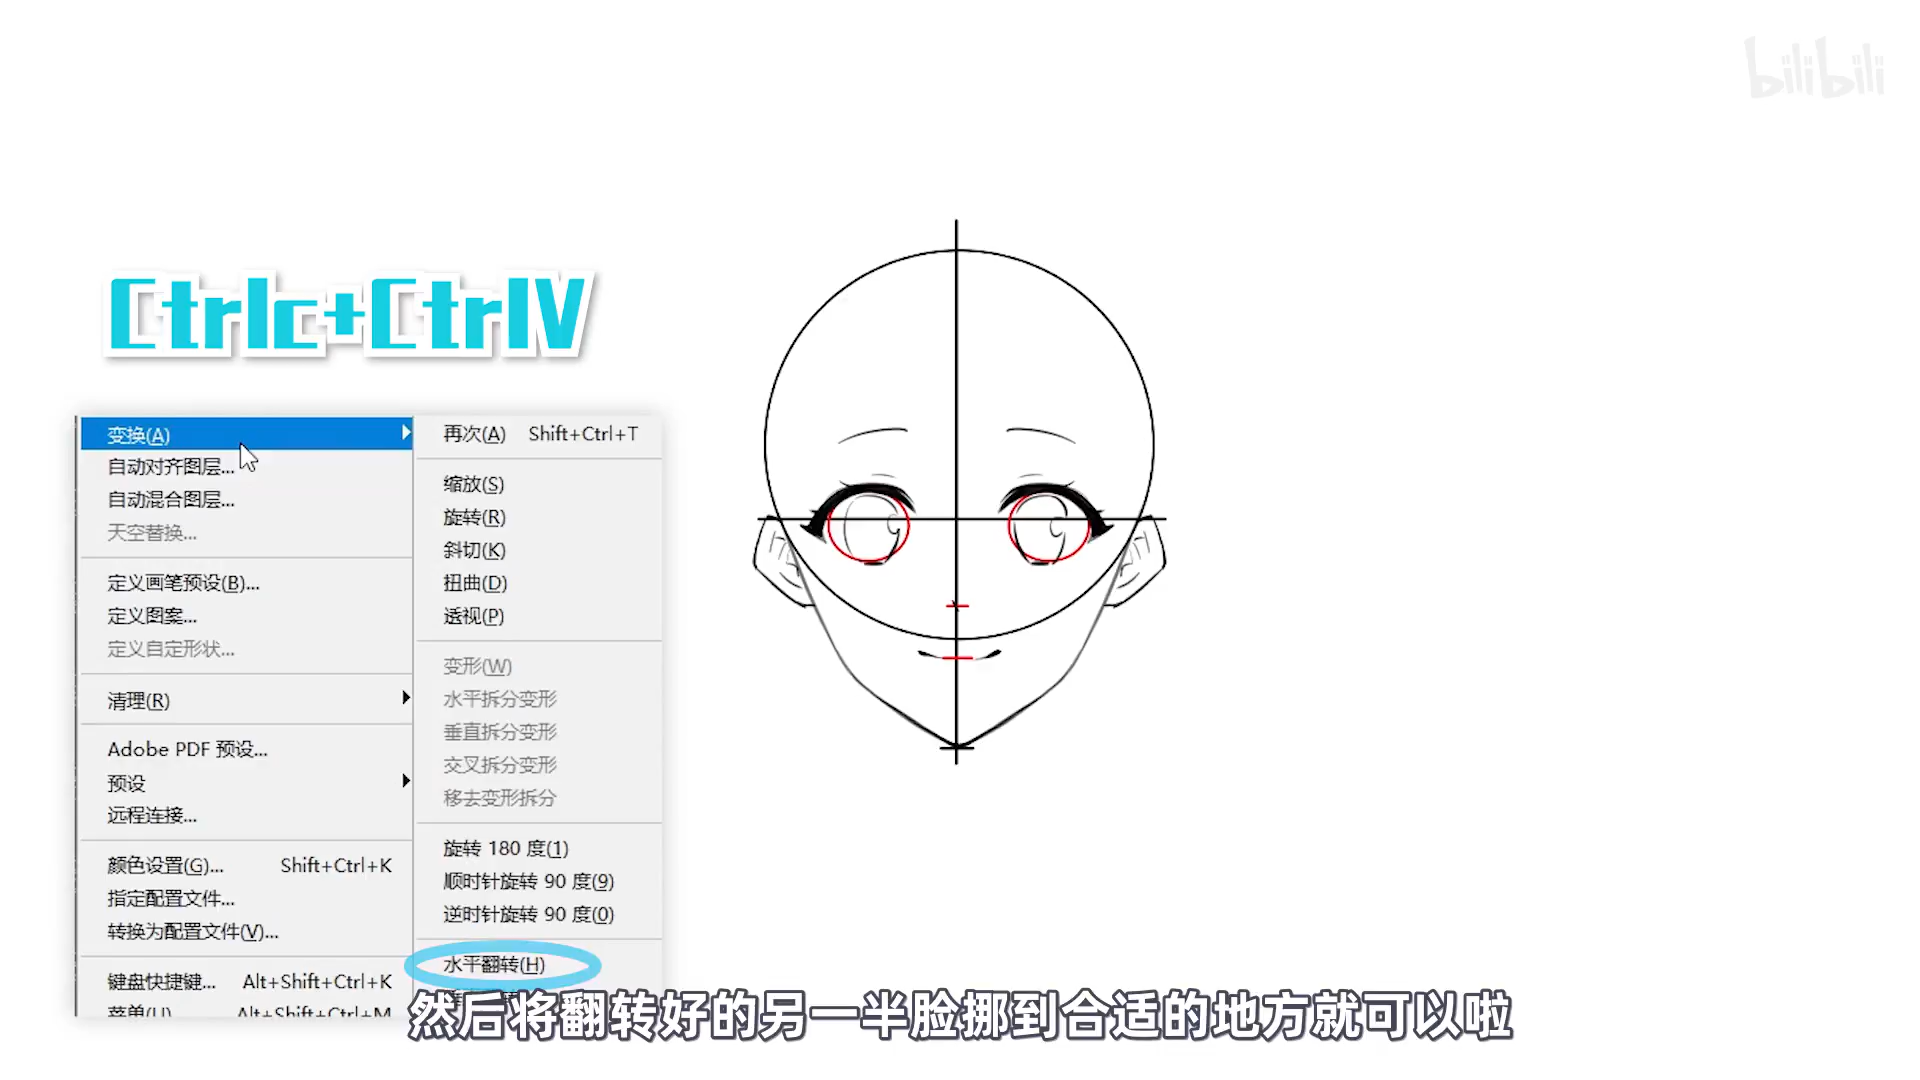 bilibili
Ctrlc+CtrlV
变换(A)
自动对齐图层...
自动混合图层...
天空替换...
定义画笔预设(B)...
定义图案...
定义自定形状...
清理(R)
Adobe PDF 预设...
预设
远程连接...
颜色设置(G)... Shift+Ctrl+K
指定配置文件...
转换为配置文件(V)...
键盘快捷键... Alt+Shift+Ctrl+K
菜单(U) Alt+Shift+Ctrl+M
再次(A) Shift+Ctrl+T
缩放(S)
旋转(R)
斜切(K)
扭曲(D)
透视(P)
变形(W)
水平拆分变形
垂直拆分变形
交叉拆分变形
移去变形拆分
旋转 180 度(1)
顺时针旋转 90 度(9)
逆时针旋转 90 度(0)
水平翻转(H)
然后将翻转好的另一半脸挪到合适的地方就可以啦